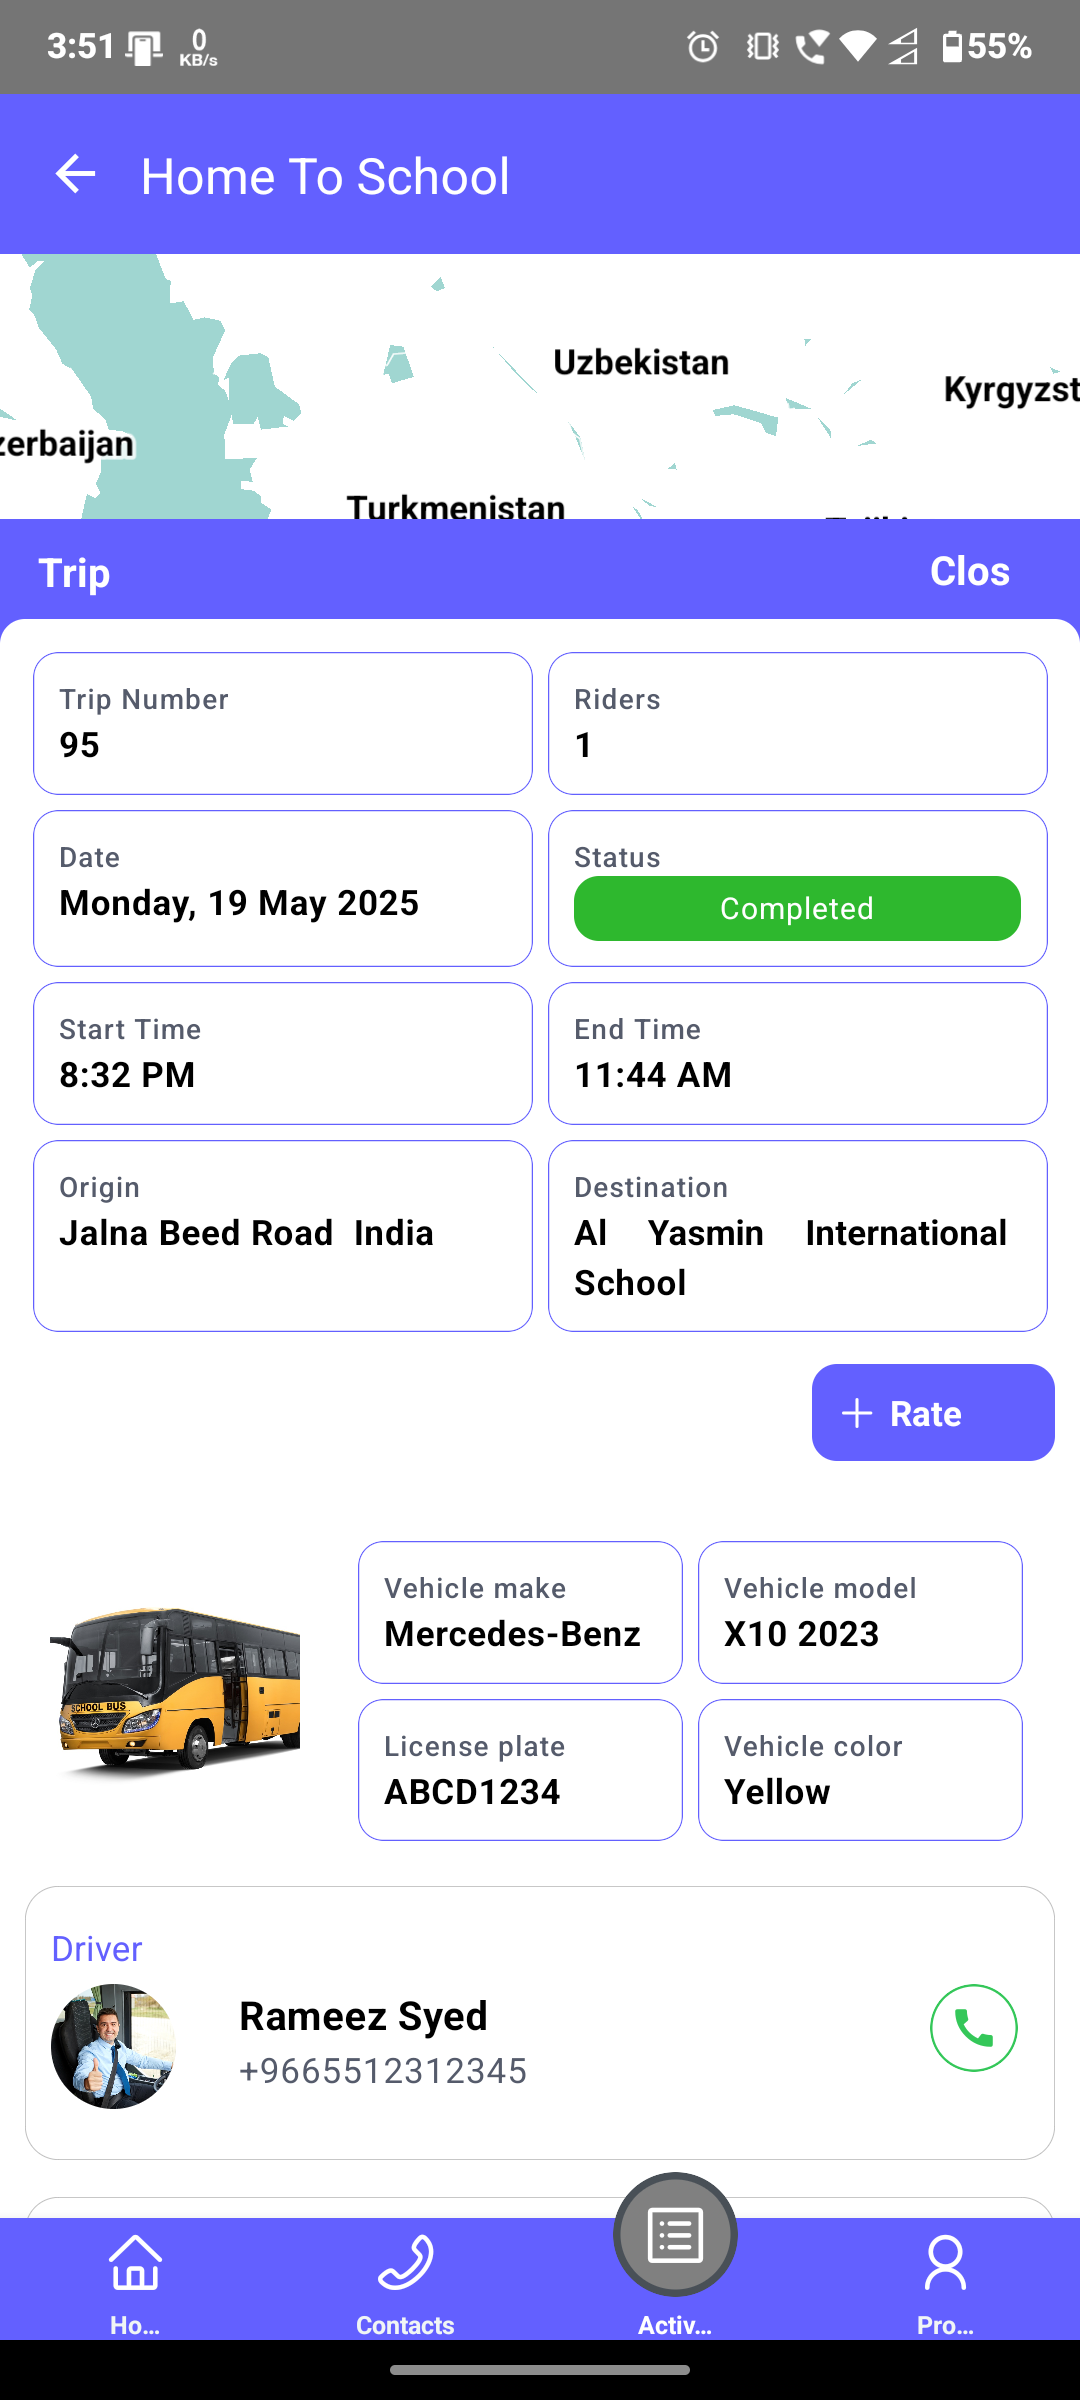 3:51
0
KB/s
55%
Home To School
Uzbekistan
Kyrgyzst
zerbaijan
Turkmenistan
Trip
Clos
Trip Number
95
Riders
1
Date
Monday, 19 May 2025
Status
Completed
Start Time
8:32 PM
End Time
11:44 AM
Origin
Jalna Beed Road  India
Destination
Al Yasmin International
School
+ Rate
SCHOOL BUS
Vehicle make
Mercedes-Benz
Vehicle model
X10 2023
License plate
ABCD1234
Vehicle color
Yellow
Driver
Rameez Syed
+9665512312345
Ho...
Contacts
Activ...
Pro...